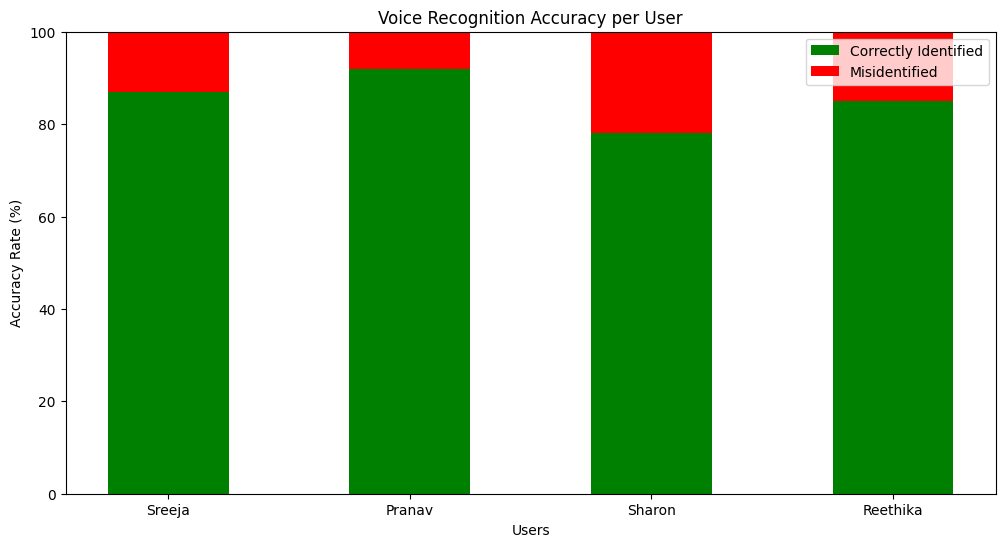 Voice Recognition Accuracy per User
Correctly Identified
Misidentified
Accuracy Rate (%)
100
80
60
40
20
0
Sreeja
Pranav
Sharon
Reethika
Users